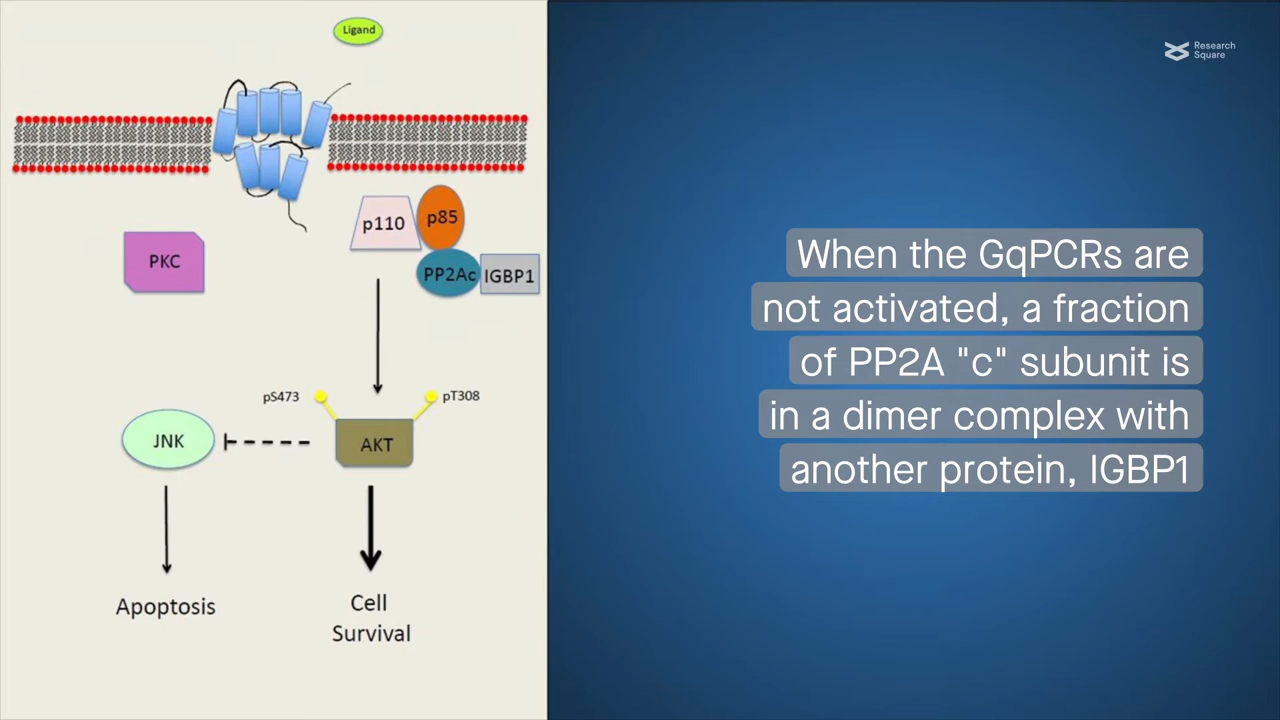 Ligand
p110
p85
PKC
PP2Ac
IGBP1
pS473
pT308
JNK
AKT
Apoptosis
Cell
Survival
Research
Square
When the GqPCRs are
not activated, a fraction
of PP2A "c" subunit is
in a dimer complex with
another protein, IGBP1